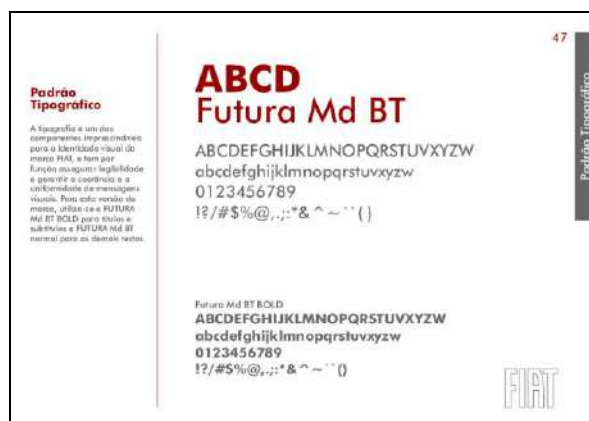 47
Padrão Tipográfico
Padrão
Tipográfico
A tipografia é um dos
componentes imprescindíveis
para a identidade visual da
marca FIAT, e tem por
função assegurar legibilidade
e garantir a coerência e a
uniformidade de mensagens
visuais. Para esta versão da
marca, utiliza-se a FUTURA
Md BT BOLD para títulos e
subtítulos e FUTURA Md BT
normal para os demais textos.
ABCD
Futura Md BT
ABCDEFGHIJKLMNOPQRSTUVXYZW
abcdefghijklmnopqrstuvxyzw
0123456789
!?/#$%@,.;:*&^~´`()
Futura Md BT BOLD
ABCDEFGHIJKLMNOPQRSTUVXYZW
abcdefghijklmnopqrstuvxyzw
0123456789
!?/#$%@,.;:*&^~´`()
FIAT